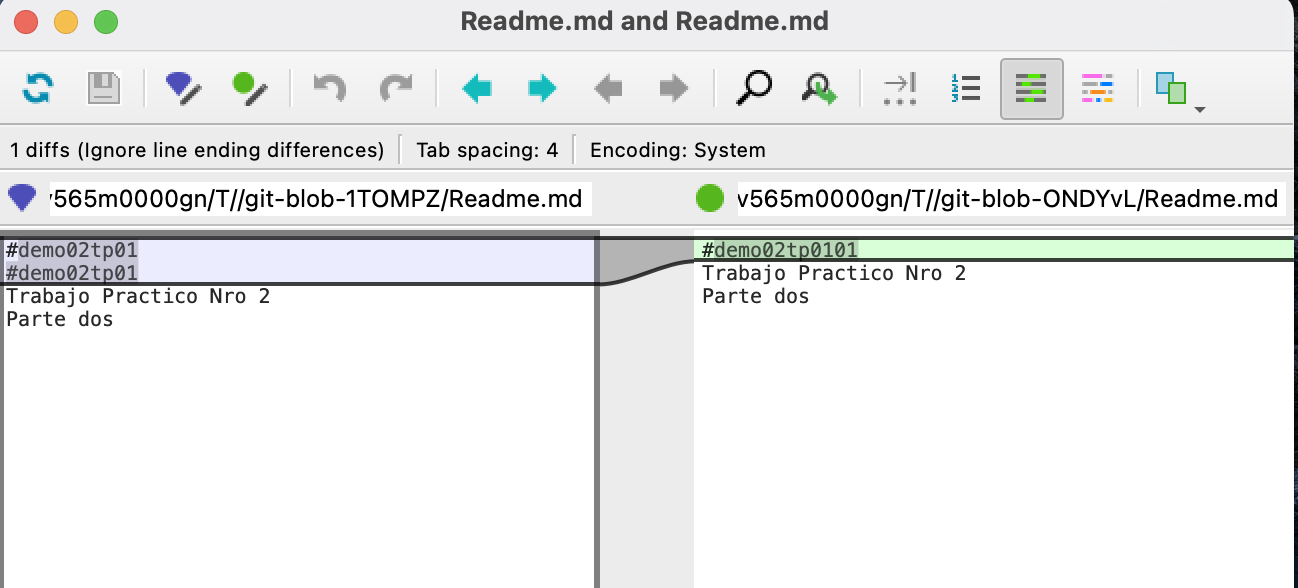 Readme.md and Readme.md
1 diffs (Ignore line ending differences) Tab spacing: 4 Encoding: System
v565m0000gn/T//git-blob-1TOMPZ/Readme.md v565m0000gn/T//git-blob-ONDYvL/Readme.md
#demo02tp01
#demo02tp01
Trabajo Practico Nro 2
Parte dos
#demo02tp0101
Trabajo Practico Nro 2
Parte dos